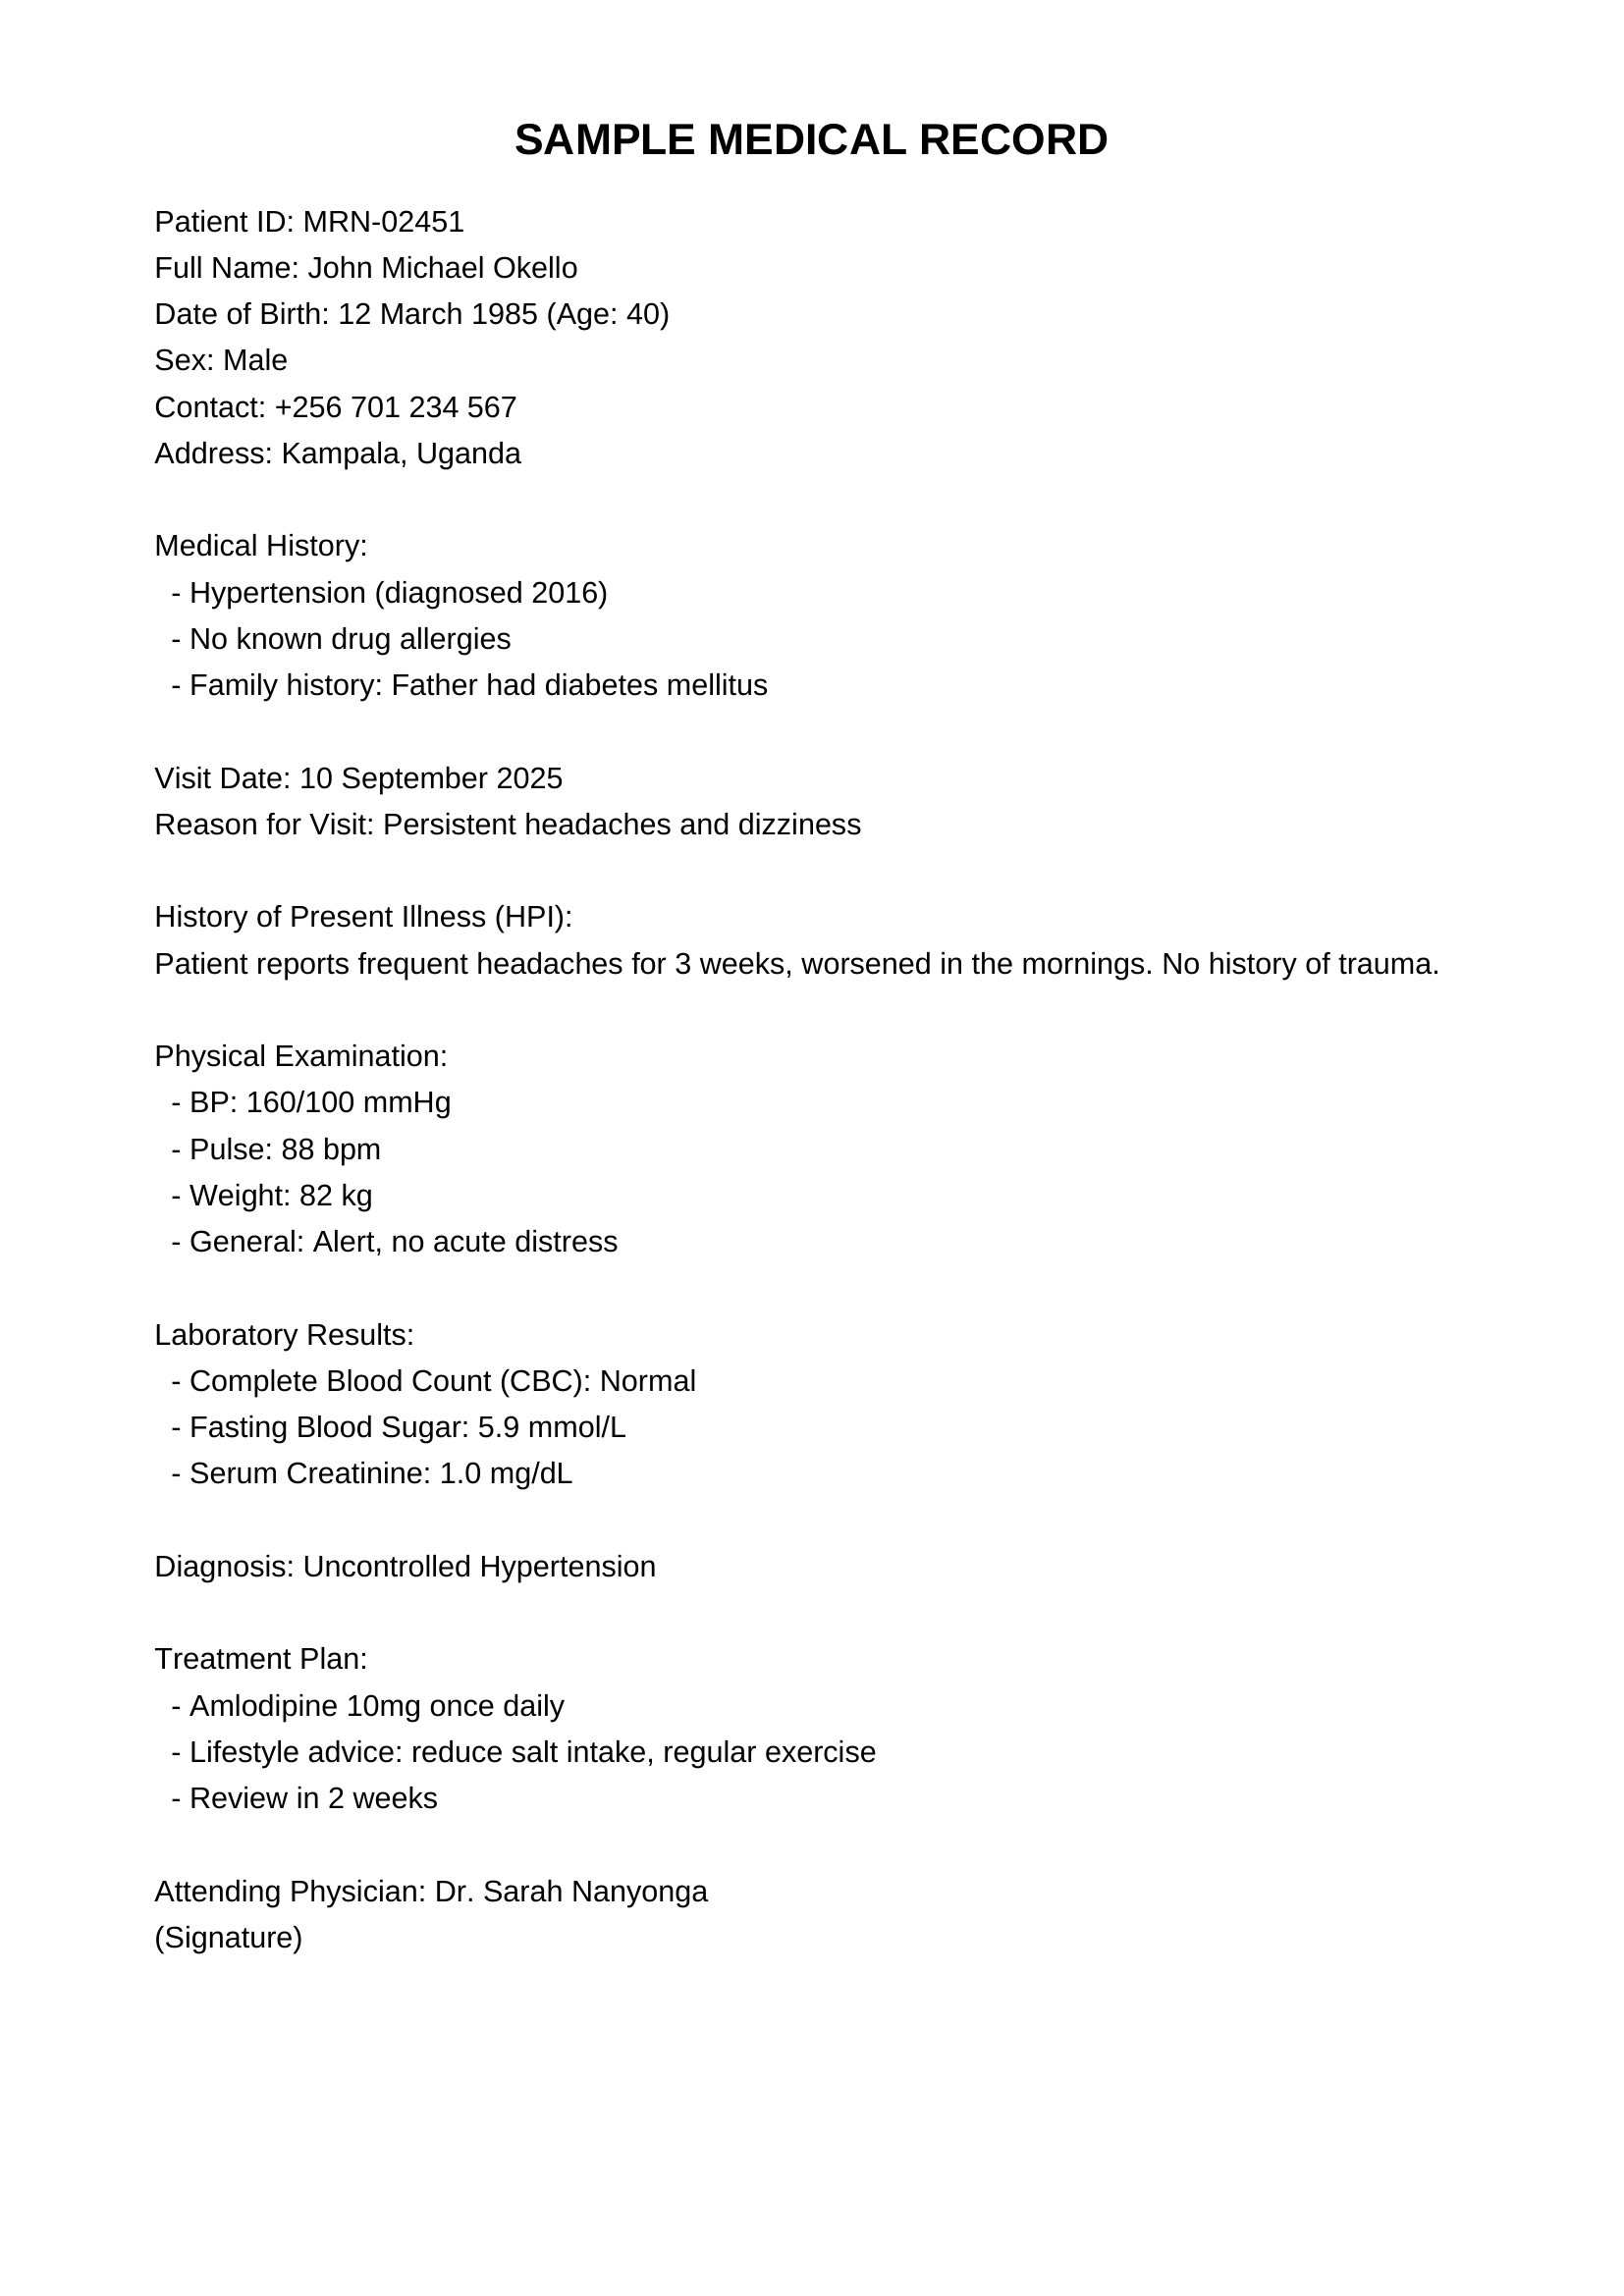 SAMPLE MEDICAL RECORD
Patient ID: MRN-02451
Full Name: John Michael Okello
Date of Birth: 12 March 1985 (Age: 40)
Sex: Male
Contact: +256 701 234 567
Address: Kampala, Uganda
Medical History:
- Hypertension (diagnosed 2016)
- No known drug allergies
- Family history: Father had diabetes mellitus
Visit Date: 10 September 2025
Reason for Visit: Persistent headaches and dizziness
History of Present Illness (HPI):
Patient reports frequent headaches for 3 weeks, worsened in the mornings. No history of trauma.
Physical Examination:
- BP: 160/100 mmHg
- Pulse: 88 bpm
- Weight: 82 kg
- General: Alert, no acute distress
Laboratory Results:
- Complete Blood Count (CBC): Normal
- Fasting Blood Sugar: 5.9 mmol/L
- Serum Creatinine: 1.0 mg/dL
Diagnosis: Uncontrolled Hypertension
Treatment Plan:
- Amlodipine 10mg once daily
- Lifestyle advice: reduce salt intake, regular exercise
- Review in 2 weeks
Attending Physician: Dr. Sarah Nanyonga
(Signature)